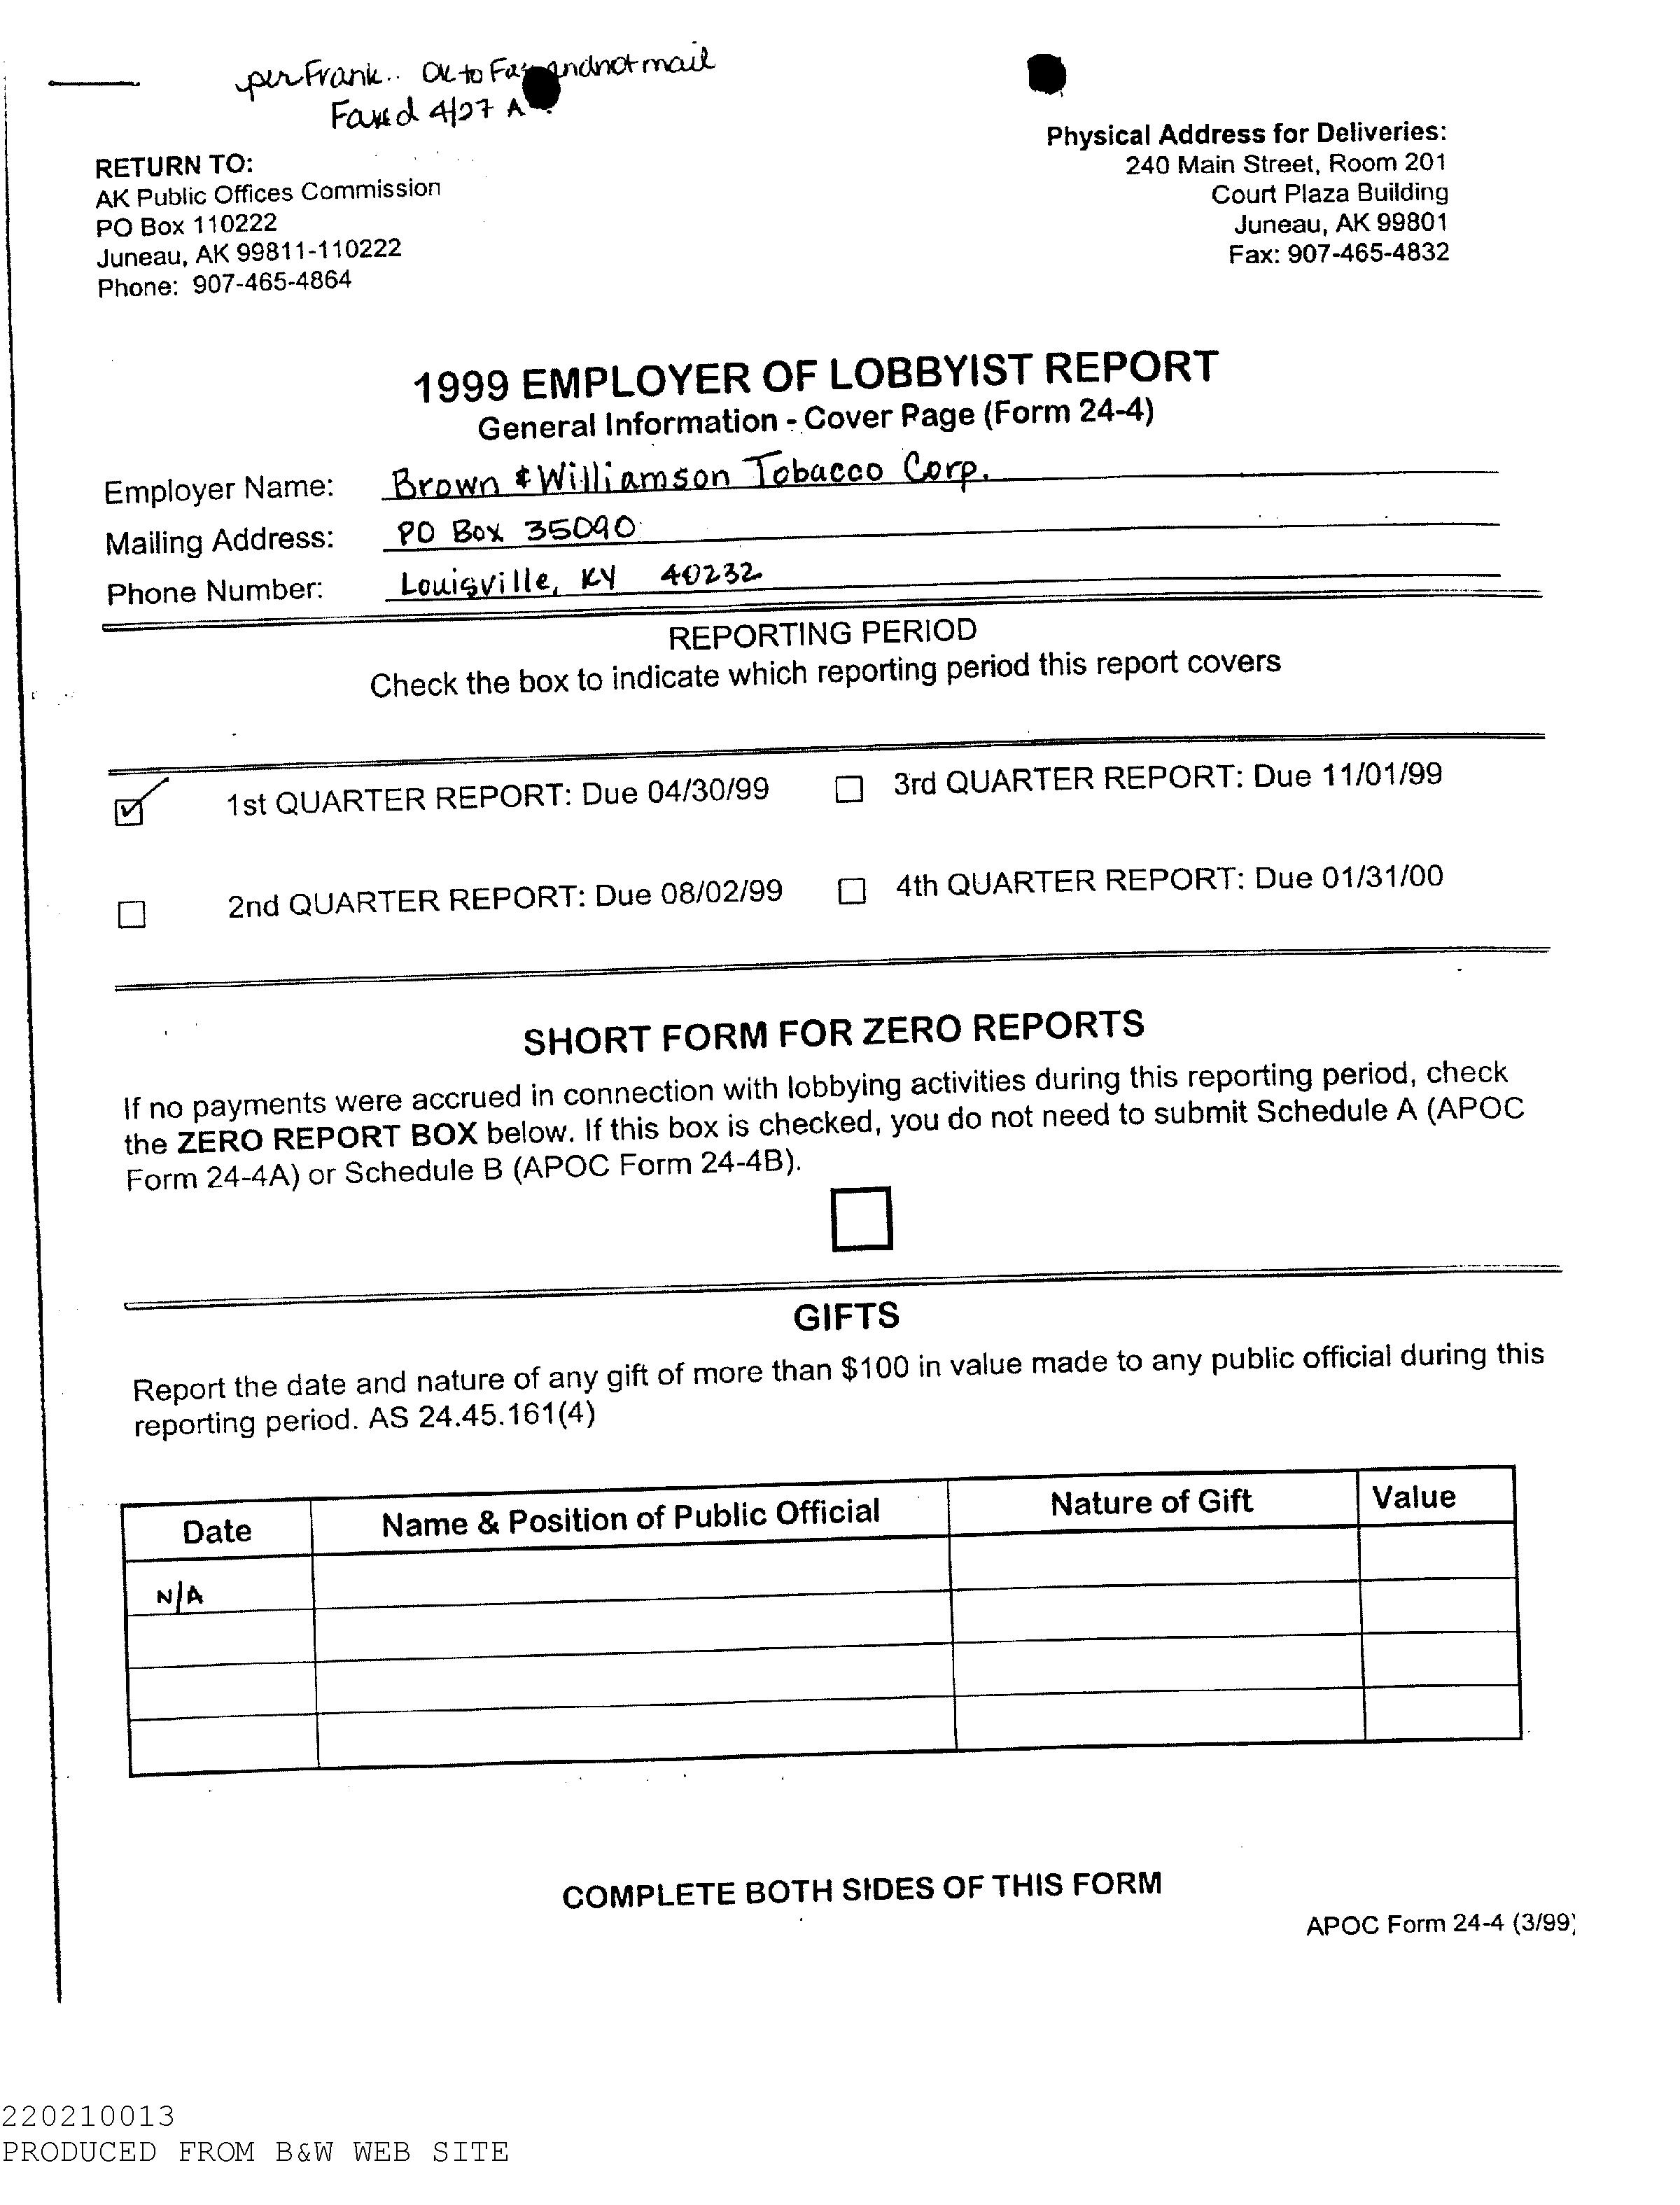 per Frank.. OK to Fax and not mail
Faxed 4/27 A
RETURN TO:
AK Public Offices Commission
PO Box 110222
Juneau, AK 99811-110222
Phone: 907-465-4864
Physical Address for Deliveries:
240 Main Street, Room 201
Court Plaza Building
Juneau, AK 99801
Fax: 907-465-4832
1999 EMPLOYER OF LOBBYIST REPORT
General Information - Cover Page (Form 24-4)
Employer Name: Brown & Williamson Tobacco Corp.
Mailing Address: PO Box 35090
Phone Number: Louisville, KY 40232
REPORTING PERIOD
Check the box to indicate which reporting period this report covers
☑ 1st QUARTER REPORT: Due 04/30/99 ☐ 3rd QUARTER REPORT: Due 11/01/99
☐ 2nd QUARTER REPORT: Due 08/02/99 ☐ 4th QUARTER REPORT: Due 01/31/00
SHORT FORM FOR ZERO REPORTS
If no payments were accrued in connection with lobbying activities during this reporting period, check
the ZERO REPORT BOX below. If this box is checked, you do not need to submit Schedule A (APOC
Form 24-4A) or Schedule B (APOC Form 24-4B).
GIFTS
Report the date and nature of any gift of more than $100 in value made to any public official during this
reporting period. AS 24.45.161(4)
Date Name & Position of Public Official Nature of Gift Value
N/A
COMPLETE BOTH SIDES OF THIS FORM
APOC Form 24-4 (3/99)
220210013
PRODUCED FROM B&W WEB SITE